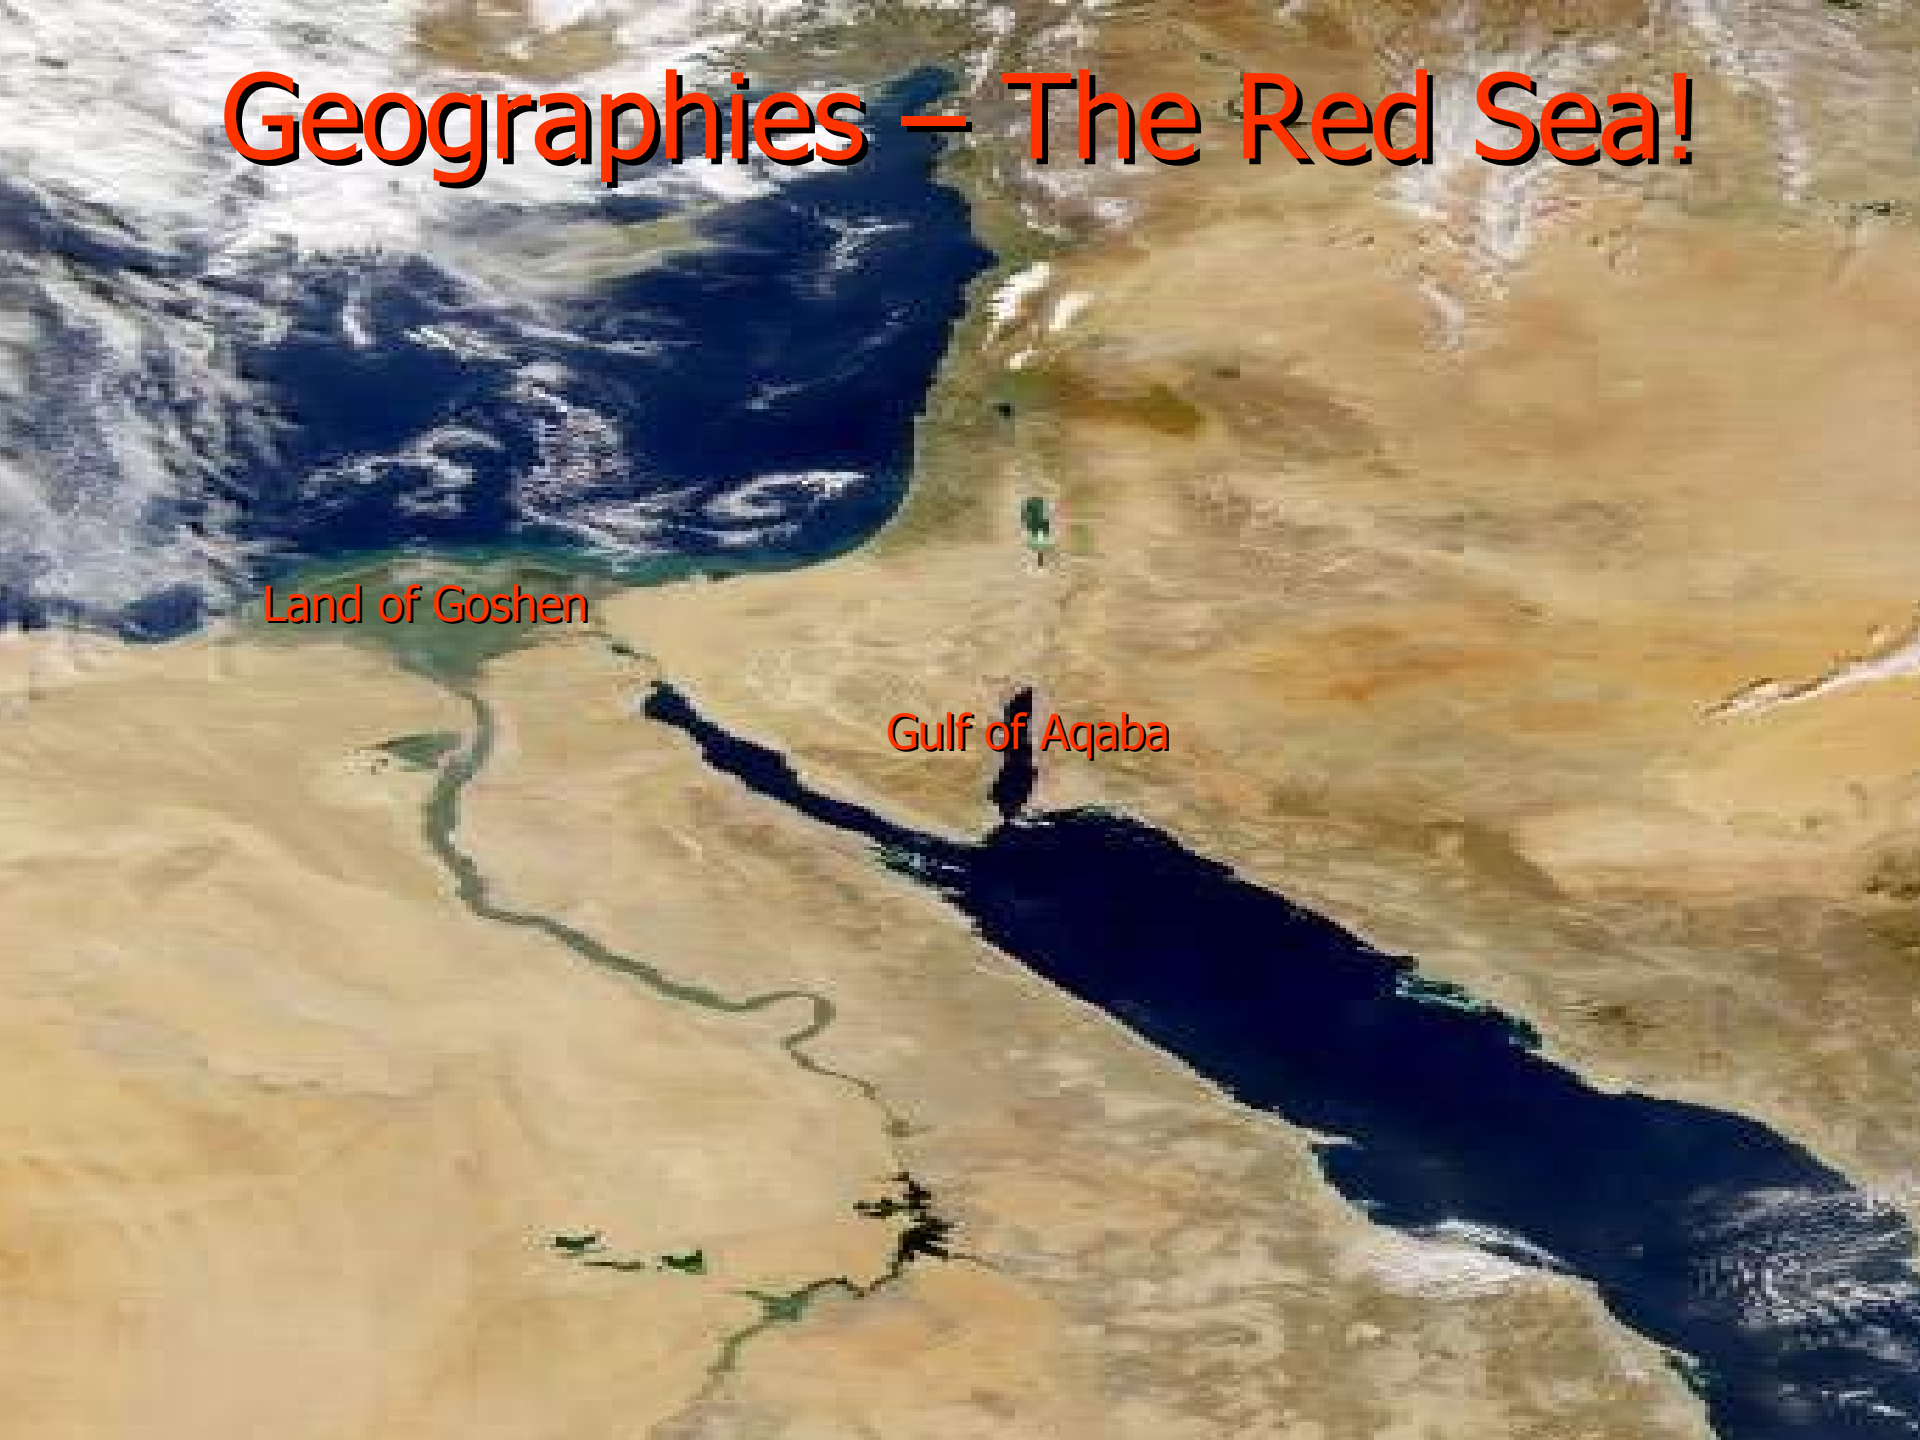 Geographies – The Red Sea!
Land of Goshen
Gulf of Aqaba